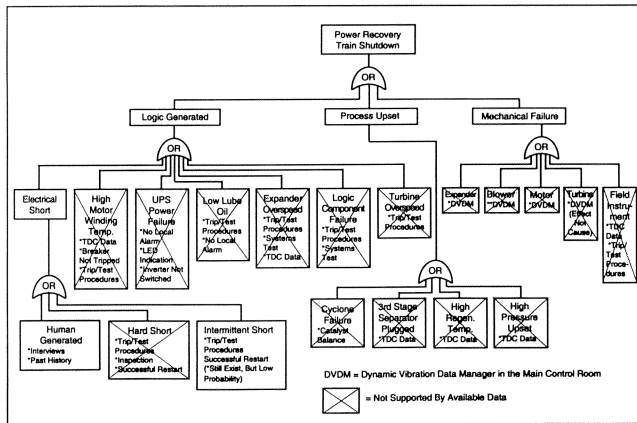 Power Recovery
Train Shutdown
OR
Logic Generated
Process Upset
Mechanical Failure
OR
OR
Electrical
Short
High
Motor
Winding
Temp.
*TDC Data
*Breaker
Not Tripped
*Trip/Test
Procedures
UPS
Power
Failure
*No Local
Alarm
*LED
Indication
*Inverter Not
Switched
Low Lube
Oil
*Trip/Test
Procedures
*No Local
Alarm
Expander
Overspeed
*Trip/Test
Procedures
*Systems
Test
*TDC Data
Logic
Component
Failure
*Trip/Test
Procedures
*Systems
Test
Turbine
Overspeed
*Trip/Test
Procedures
Expander
*DVDM
Blower
**DVDM
Motor
*DVDM
Turbine
*DVDM
(Effect
Not
Cause)
Field
Instru-
ment
*TDC
Data
*Trip/
Test
Proce-
dures
OR
OR
Human
Generated
*Interviews
*Past History
Hard Short
*Trip/Test
Procedures
*Inspection
*Successful Restart
Intermittent Short
*Trip/Test
Procedures
Successful Restart
(*Still Exist, But Low
Probability)
Cyclone
Failure
*Catalyst
Balance
3rd Stage
Separator
Plugged
*TDC Data
High
Regen.
Temp.
*TDC Data
High
Pressure
Upset
*TDC Data
DVDM = Dynamic Vibration Data Manager in the Main Control Room
= Not Supported By Available Data